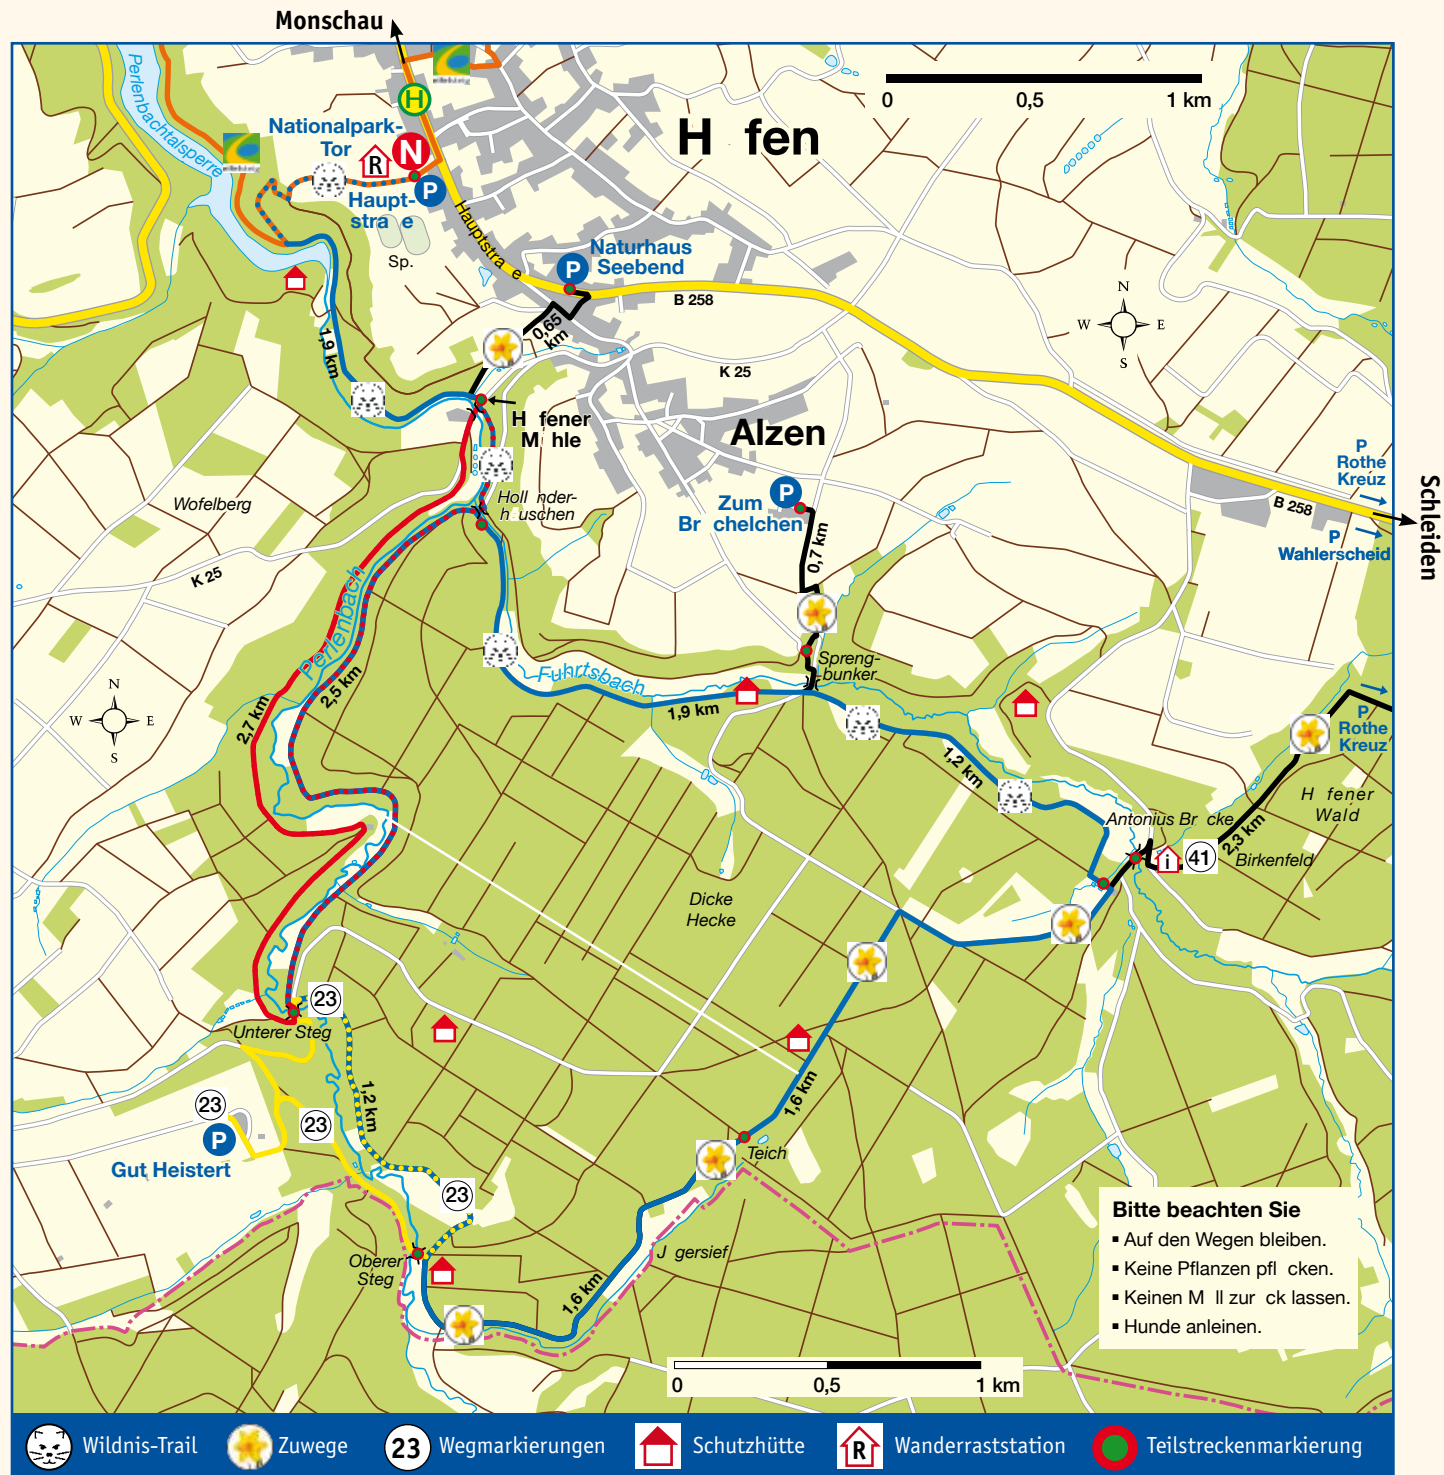 Monschau
Perlenbachtalsperre
H
Nationalpark-
Tor
R
N
P
Haupt-
stra e
Sp.
Hauptstra e
H fen
0 0,5 1 km
Naturhaus
Seebend
P
B 258
0,65
km
K 25
N
W E
S
1,9 km
H fener
M hle
Alzen
Wofelberg
Holl nder-
h uschen
P
Zum
Br chelchen
0,7 km
P
Rothe
Kreuz
B 258
P
Wahlerscheid
Schleiden
K 25
Perlenbach
2,5 km
2,7 km
Fuhrtsbach
Spreng-
bunker
1,9 km
N
W E
S
1,2 km
P
Rothe
Kreuz
H fener
Wald
Antonius Br cke
2,3 km
i
41
Birkenfeld
Dicke
Hecke
23
Unterer Steg
1,2 km
23
23
P
Gut Heistert
1,6 km
Teich
23
Oberer
Steg
J gersief
1,6 km
Bitte beachten Sie
▪ Auf den Wegen bleiben.
▪ Keine Pflanzen pfl cken.
▪ Keinen M ll zur ck lassen.
▪ Hunde anleinen.
0 0,5 1 km
Wildnis-Trail
Zuwege
23 Wegmarkierungen
Schutzhütte
R Wanderraststation
Teilstreckenmarkierung